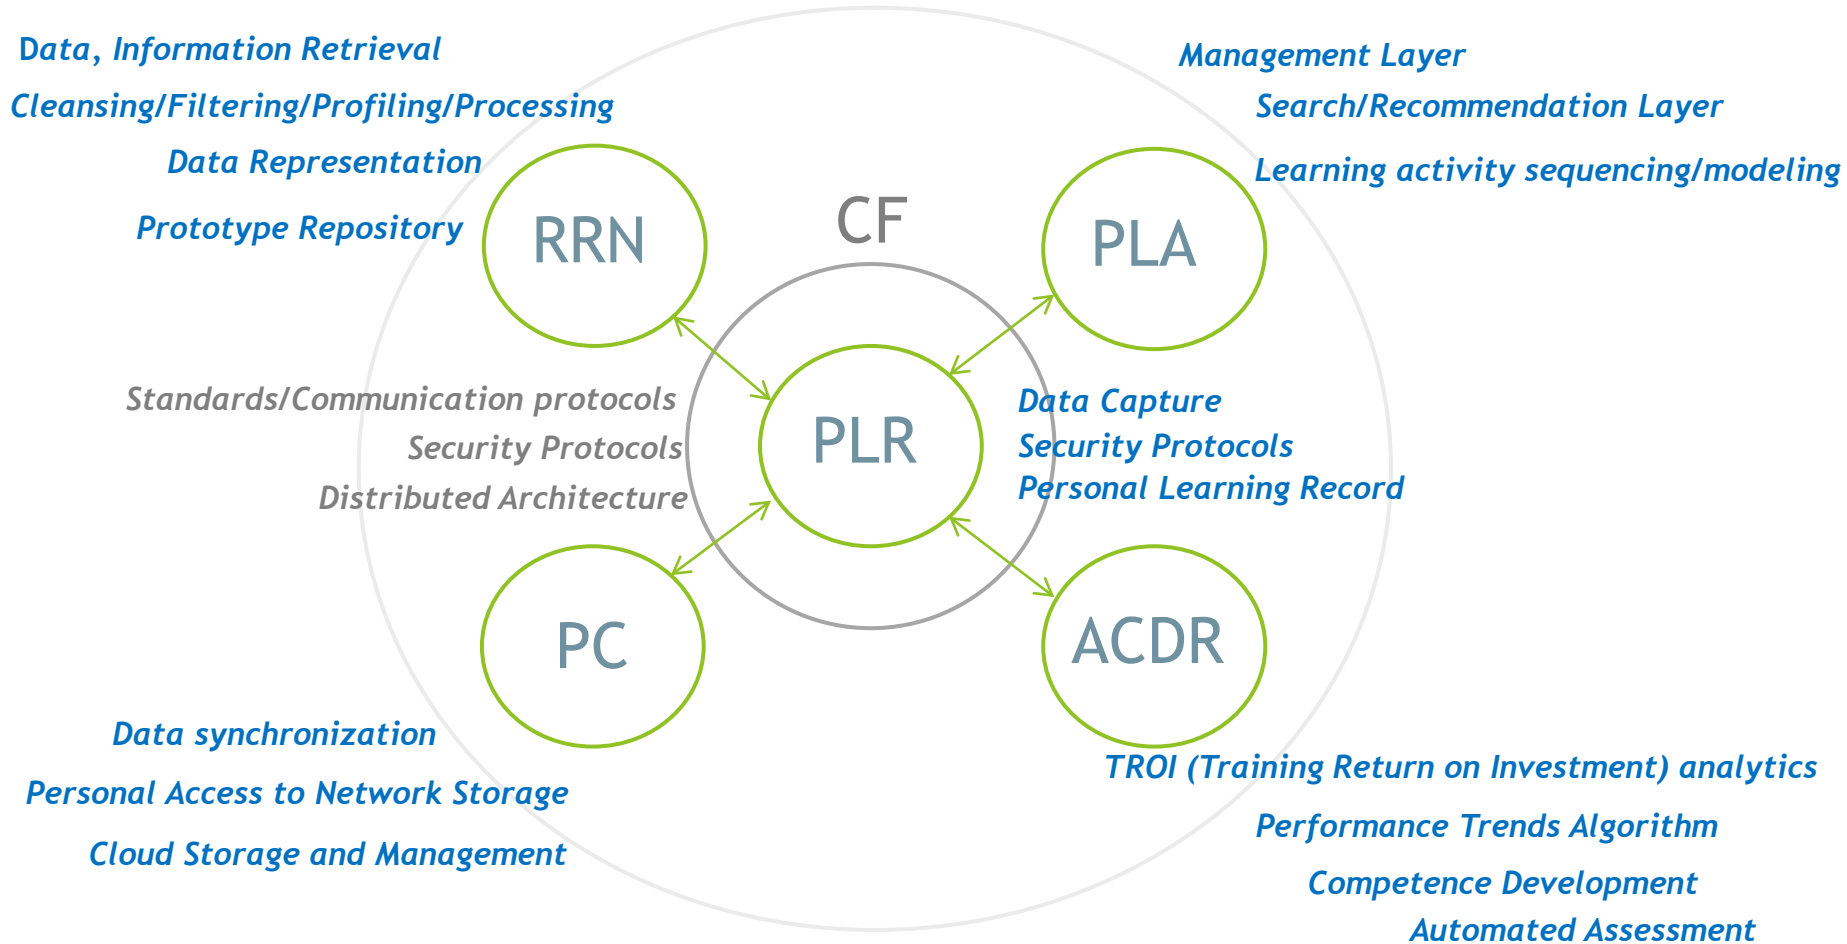 Data, Information Retrieval
Cleansing/Filtering/Profiling/Processing
Data Representation
Prototype Repository
RRN
CF
Management Layer
Search/Recommendation Layer
Learning activity sequencing/modeling
PLA
Standards/Communication protocols
Security Protocols
Distributed Architecture
PLR
Data Capture
Security Protocols
Personal Learning Record
PC
Data synchronization
Personal Access to Network Storage
Cloud Storage and Management
ACDR
TROI (Training Return on Investment) analytics
Performance Trends Algorithm
Competence Development
Automated Assessment